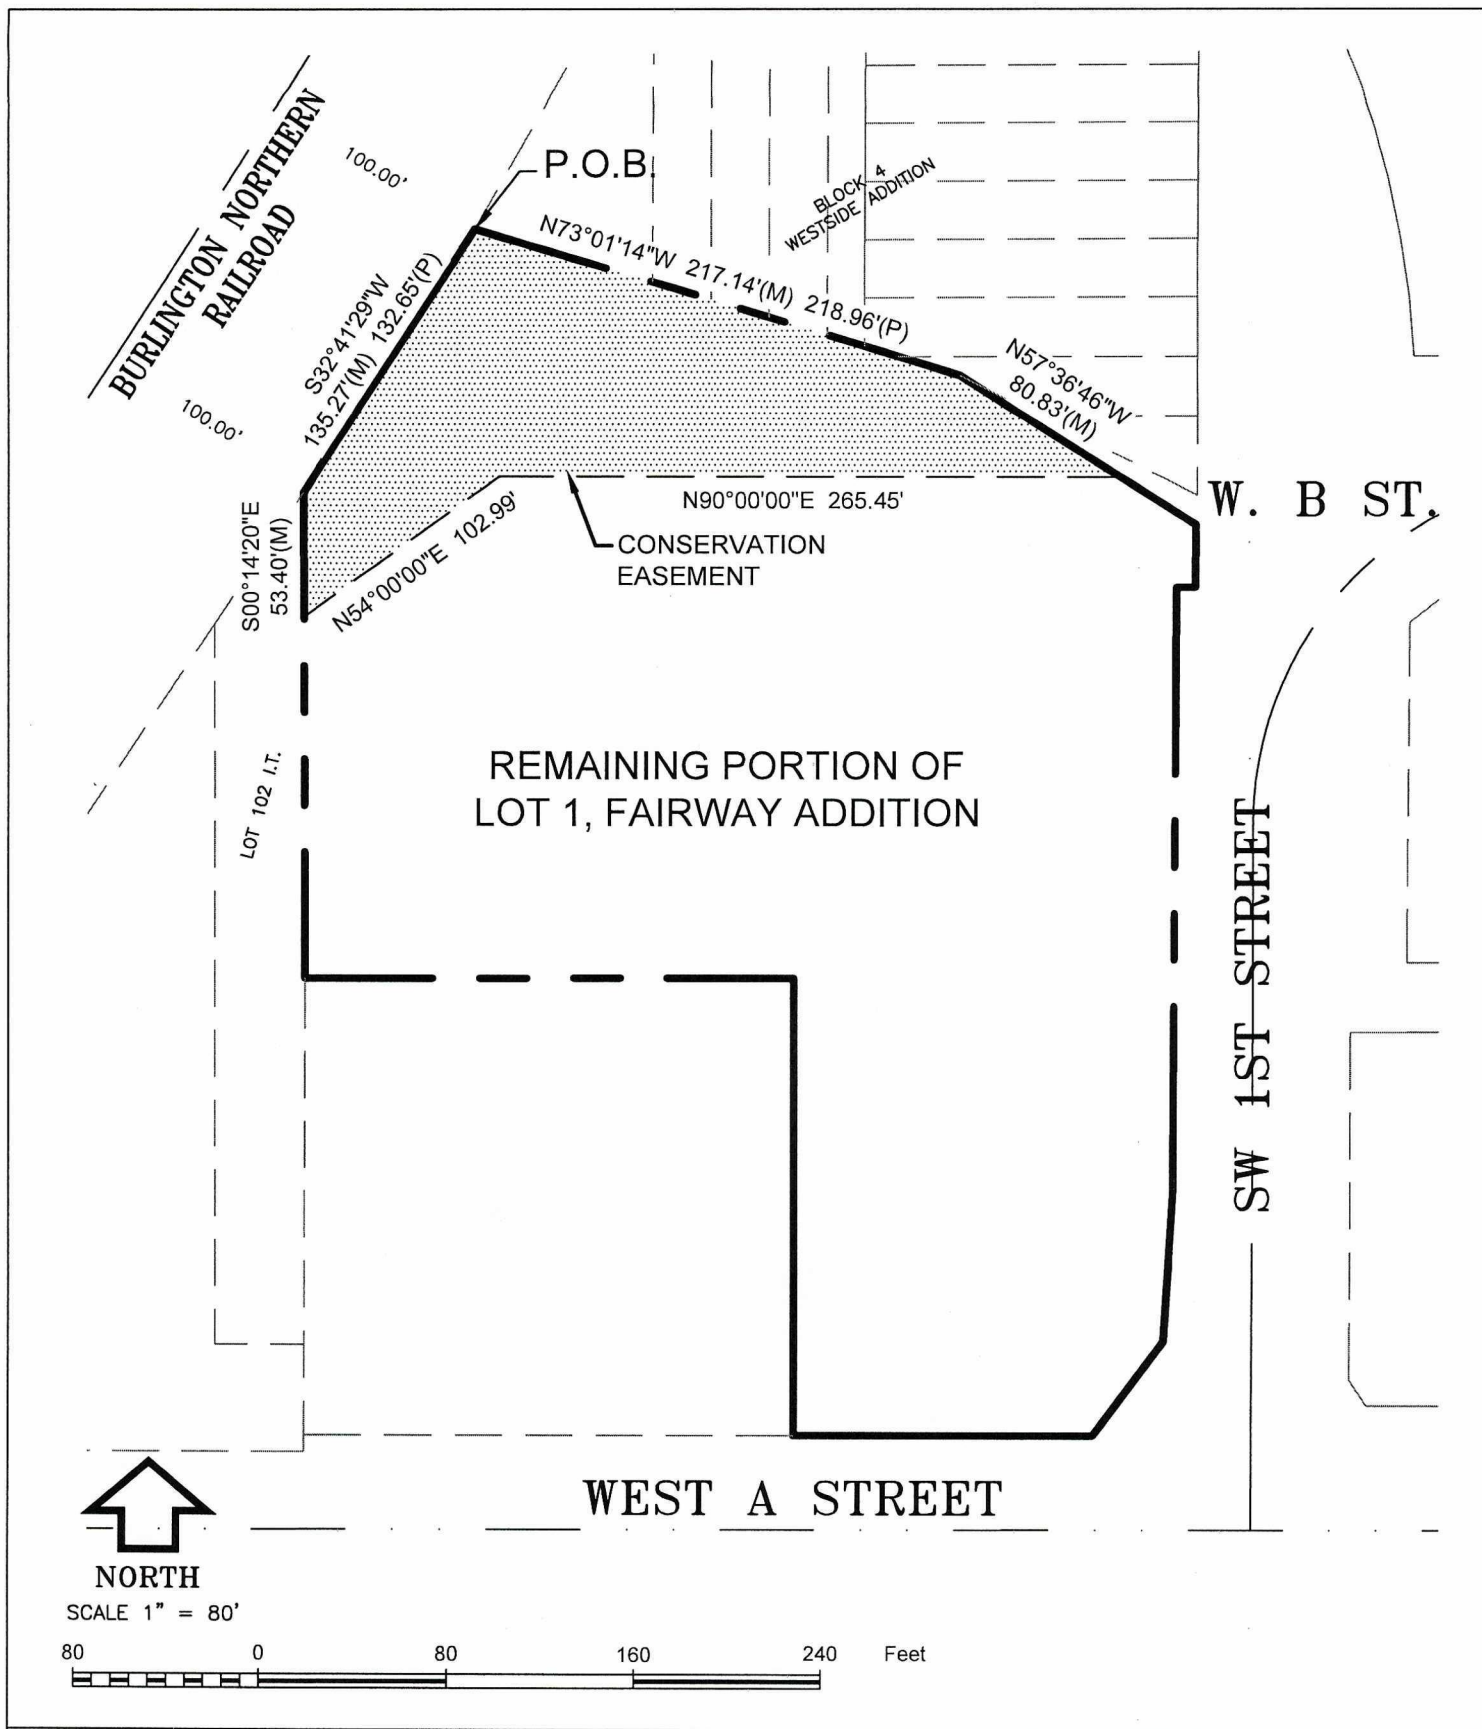 BURLINGTON NORTHERN
RAILROAD
100.00'
100.00'
P.O.B.
BLOCK 4
WESTSIDE ADDITION
N73°01'14"W 217.14'(M) 218.96'(P)
S32°41'29"W
135.27'(M) 132.65'(P)
N57°36'46"W
80.83'(M)
W. B ST.
N90°00'00"E 265.45'
S00°14'20"E
53.40'(M)
N54°00'00"E 102.99'
CONSERVATION
EASEMENT
LOT 102 I.T.
REMAINING PORTION OF
LOT 1, FAIRWAY ADDITION
SW 1ST STREET
WEST A STREET
NORTH
SCALE 1" = 80'
80 0 80 160 240 Feet